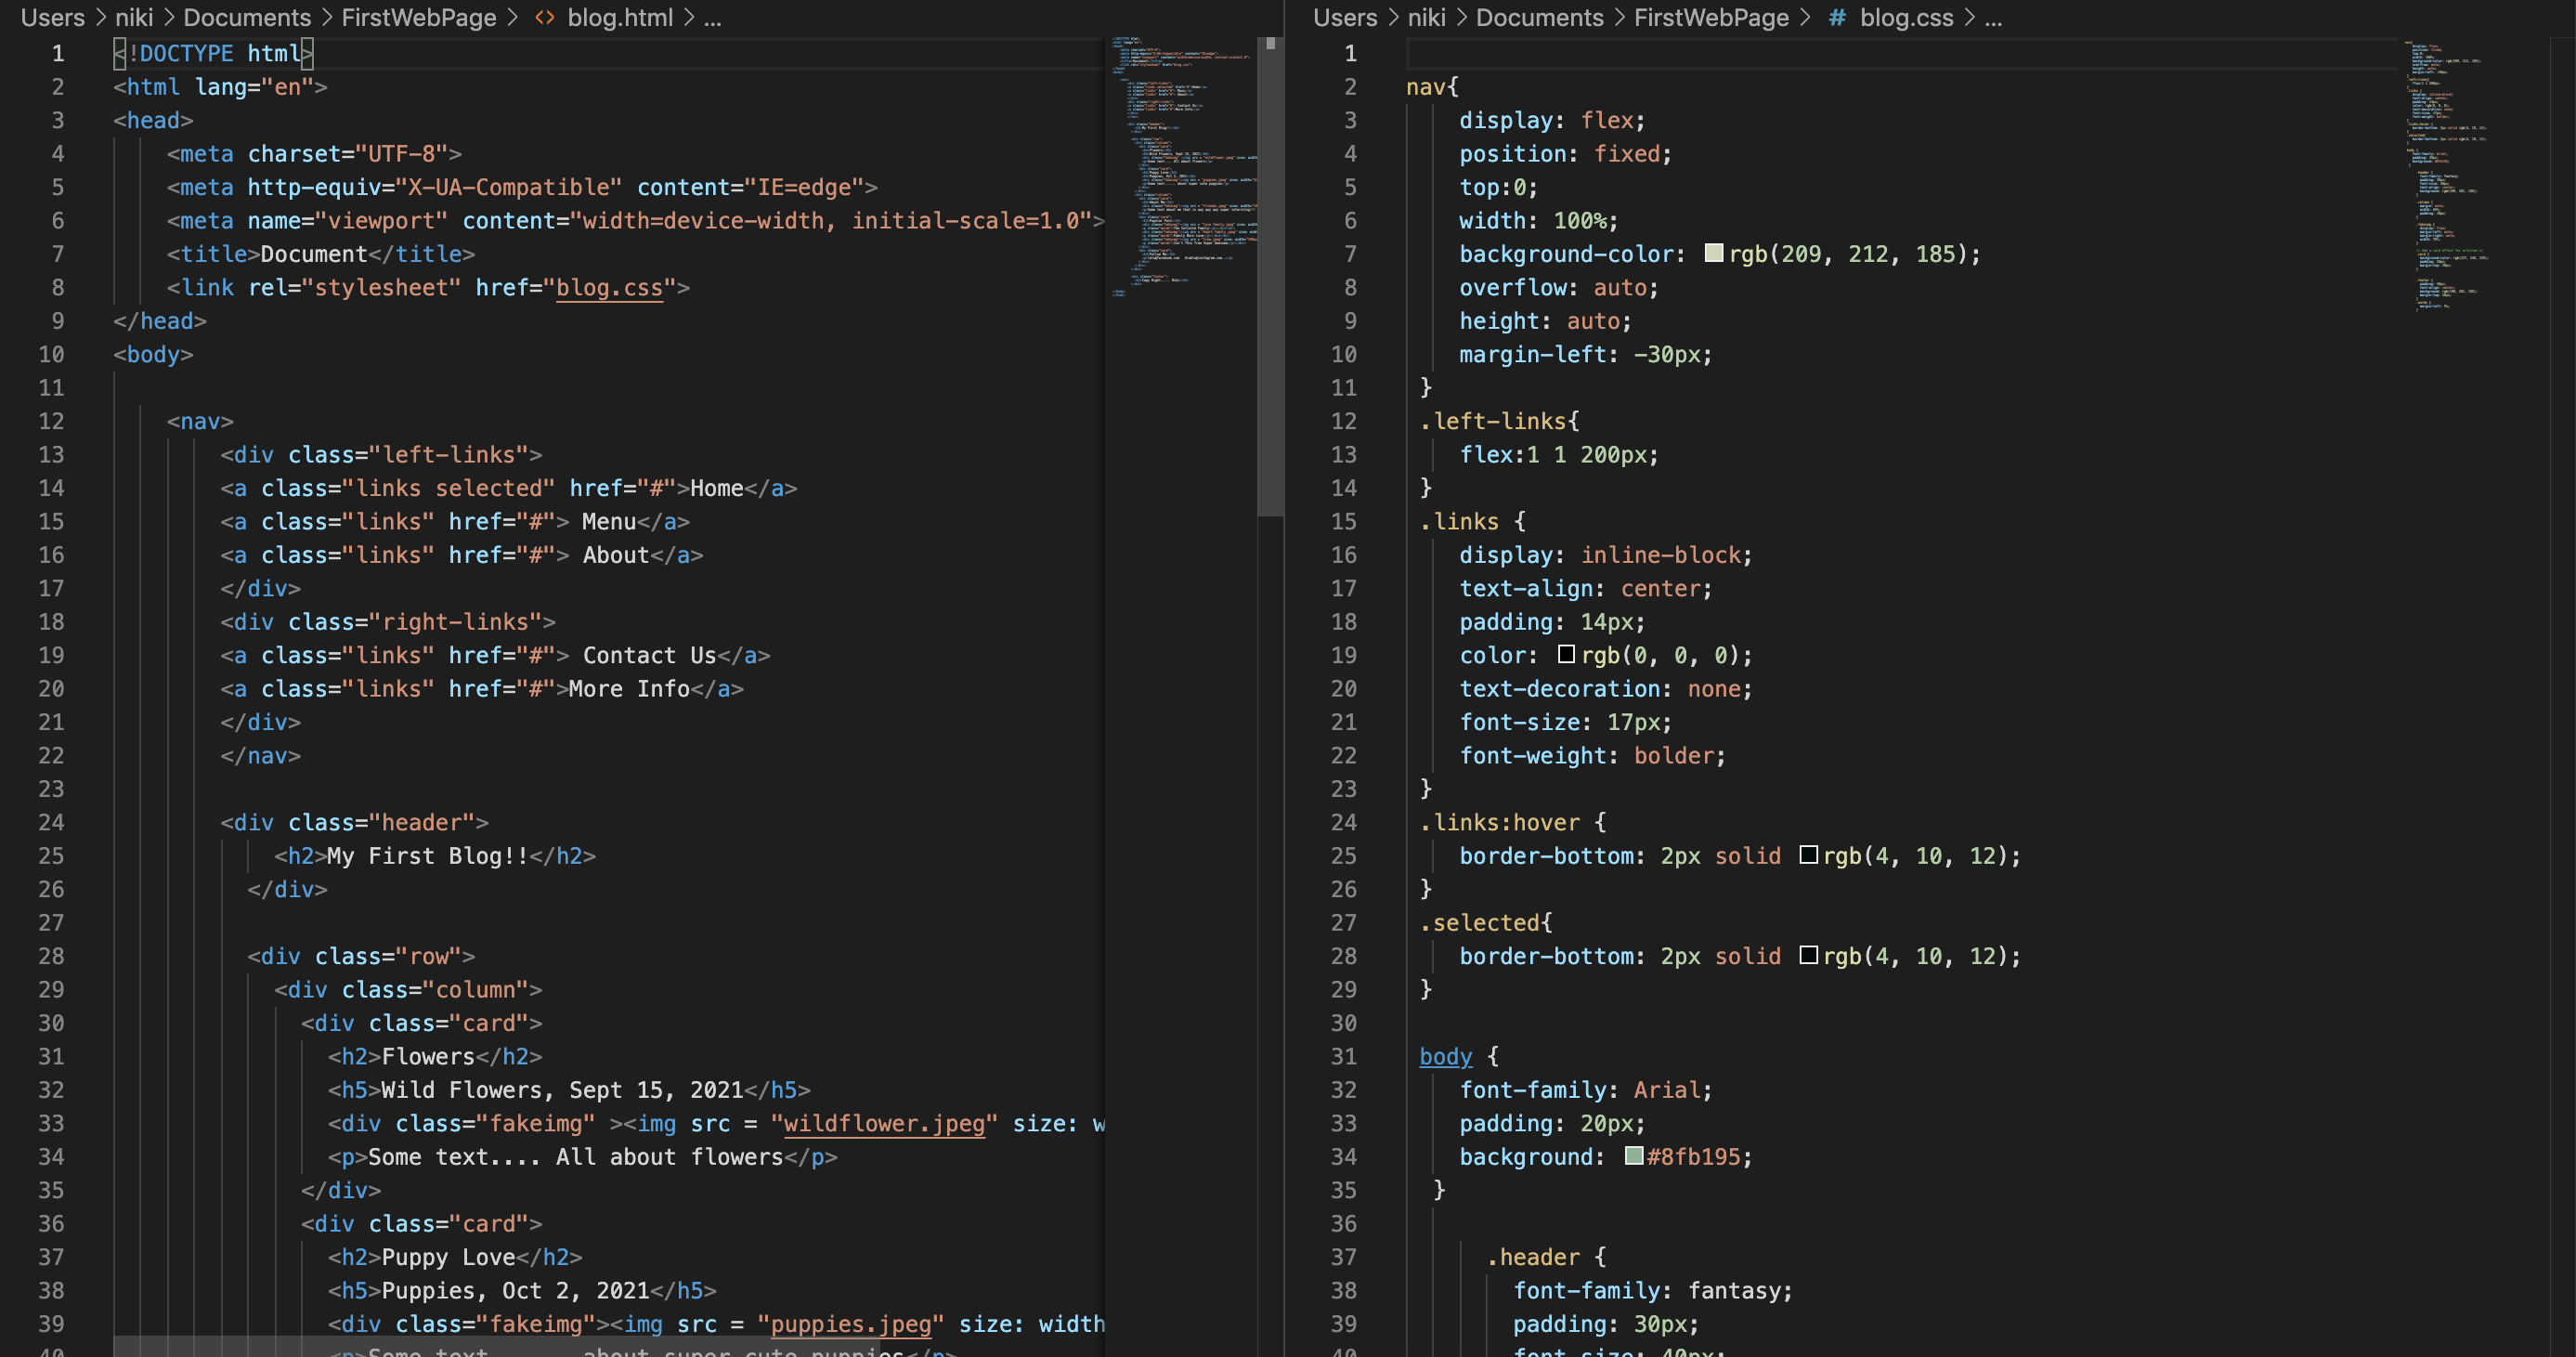 Users > niki > Documents > FirstWebPage > <> blog.html > ...
1 <!DOCTYPE html>
2 <html lang="en">
3 <head>
4 <meta charset="UTF-8">
5 <meta http-equiv="X-UA-Compatible" content="IE=edge">
6 <meta name="viewport" content="width=device-width, initial-scale=1.0">
7 <title>Document</title>
8 <link rel="stylesheet" href="blog.css">
9 </head>
10 <body>
11
12 <nav>
13 <div class="left-links">
14 <a class="links selected" href="#">Home</a>
15 <a class="links" href="#"> Menu</a>
16 <a class="links" href="#"> About</a>
17 </div>
18 <div class="right-links">
19 <a class="links" href="#"> Contact Us</a>
20 <a class="links" href="#">More Info</a>
21 </div>
22 </nav>
23
24 <div class="header">
25 <h2>My First Blog!!</h2>
26 </div>
27
28 <div class="row">
29 <div class="column">
30 <div class="card">
31 <h2>Flowers</h2>
32 <h5>Wild Flowers, Sept 15, 2021</h5>
33 <div class="fakeimg" ><img src = "wildflower.jpeg" size: w
34 <p>Some text.... All about flowers</p>
35 </div>
36 <div class="card">
37 <h2>Puppy Love</h2>
38 <h5>Puppies, Oct 2, 2021</h5>
39 <div class="fakeimg"><img src = "puppies.jpeg" size: width
40 <p>Some text..... about super cute puppies</p>
Users > niki > Documents > FirstWebPage > # blog.css > ...
1
2 nav{
3 display: flex;
4 position: fixed;
5 top:0;
6 width: 100%;
7 background-color: rgb(209, 212, 185);
8 overflow: auto;
9 height: auto;
10 margin-left: -30px;
11 }
12 .left-links{
13 flex:1 1 200px;
14 }
15 .links {
16 display: inline-block;
17 text-align: center;
18 padding: 14px;
19 color: rgb(0, 0, 0);
20 text-decoration: none;
21 font-size: 17px;
22 font-weight: bolder;
23 }
24 .links:hover {
25 border-bottom: 2px solid rgb(4, 10, 12);
26 }
27 .selected{
28 border-bottom: 2px solid rgb(4, 10, 12);
29 }
30
31 body {
32 font-family: Arial;
33 padding: 20px;
34 background: #8fb195;
35 }
36
37 .header {
38 font-family: fantasy;
39 padding: 30px;
40 font-size: 40px;